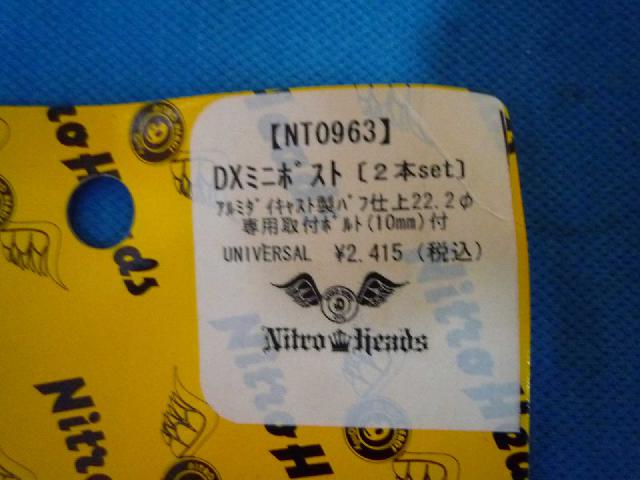 【NT0963】
DXミニポスト〔2本set〕
アルミダイキャスト製バフ仕上22.2φ
専用取付ボルト(10mm)付
UNIVERSAL ¥2.415 (税込)
Nitro Heads
Nitro